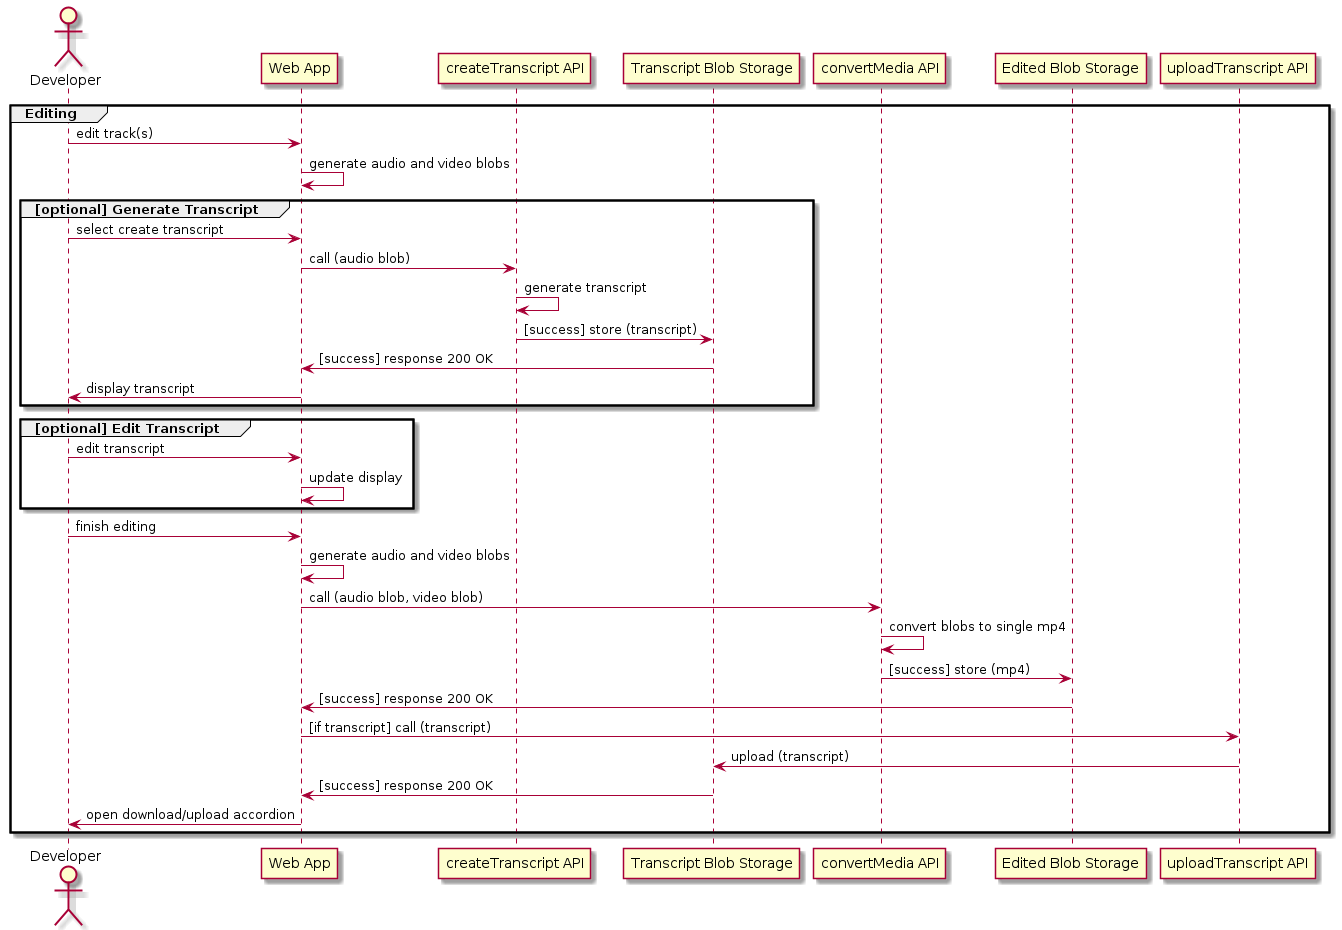 Developer
Web App
createTranscript API
Transcript Blob Storage
convertMedia API
Edited Blob Storage
uploadTranscript API
Editing
edit track(s)
generate audio and video blobs
[optional] Generate Transcript
select create transcript
call (audio blob)
generate transcript
[success] store (transcript)
[success] response 200 OK
display transcript
[optional] Edit Transcript
edit transcript
update display
finish editing
generate audio and video blobs
call (audio blob, video blob)
convert blobs to single mp4
[success] store (mp4)
[success] response 200 OK
[if transcript] call (transcript)
upload (transcript)
[success] response 200 OK
open download/upload accordion
Developer
Web App
createTranscript API
Transcript Blob Storage
convertMedia API
Edited Blob Storage
uploadTranscript API